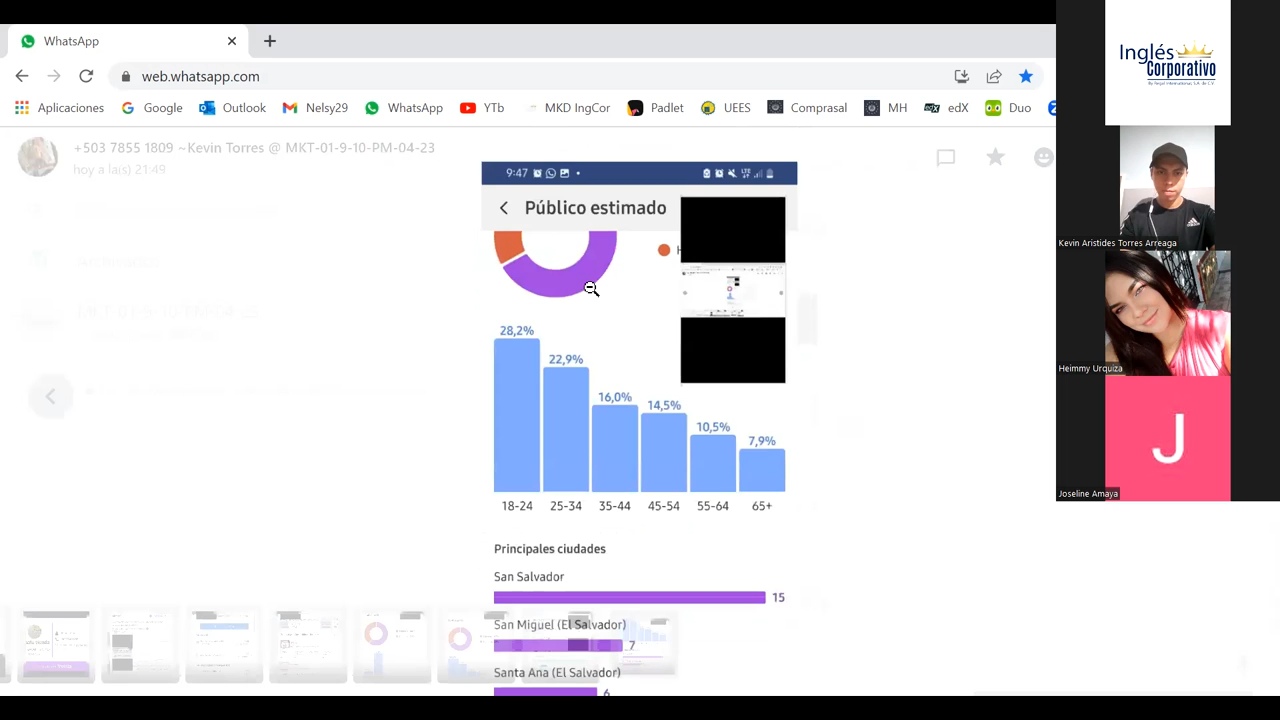 WhatsApp
web.whatsapp.com
Aplicaciones Google Outlook Nelsy29 WhatsApp YTb MKD IngCor Padlet UEES Comprasal MH edX Duo
+503 7855 1809 ~Kevin Torres @ MKT-01-9-10-PM-04-23
hoy a la(s) 21:49
9:47
Público estimado
28,2%
22,9%
16,0%
14,5%
10,5%
7,9%
18-24 25-34 35-44 45-54 55-64 65+
Principales ciudades
San Salvador
15
San Miguel (El Salvador)
7
Santa Ana (El Salvador)
6
Inglés
Corporativo
Kevin Aristides Torres Arreaga
Heimmy Urquiza
J
Joseline Amaya